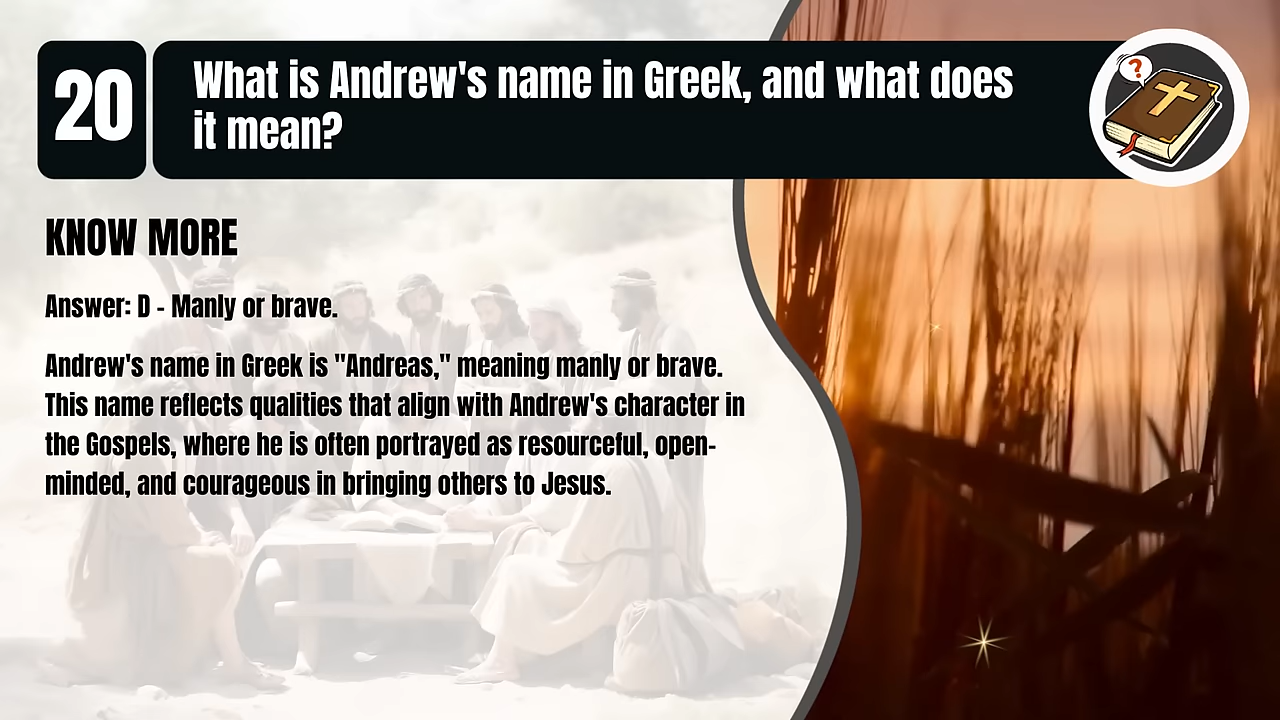 20
What is Andrew's name in Greek, and what does
it mean?
?
KNOW MORE
Answer: D - Manly or brave.
Andrew's name in Greek is "Andreas," meaning manly or brave.
This name reflects qualities that align with Andrew's character in
the Gospels, where he is often portrayed as resourceful, open-
minded, and courageous in bringing others to Jesus.